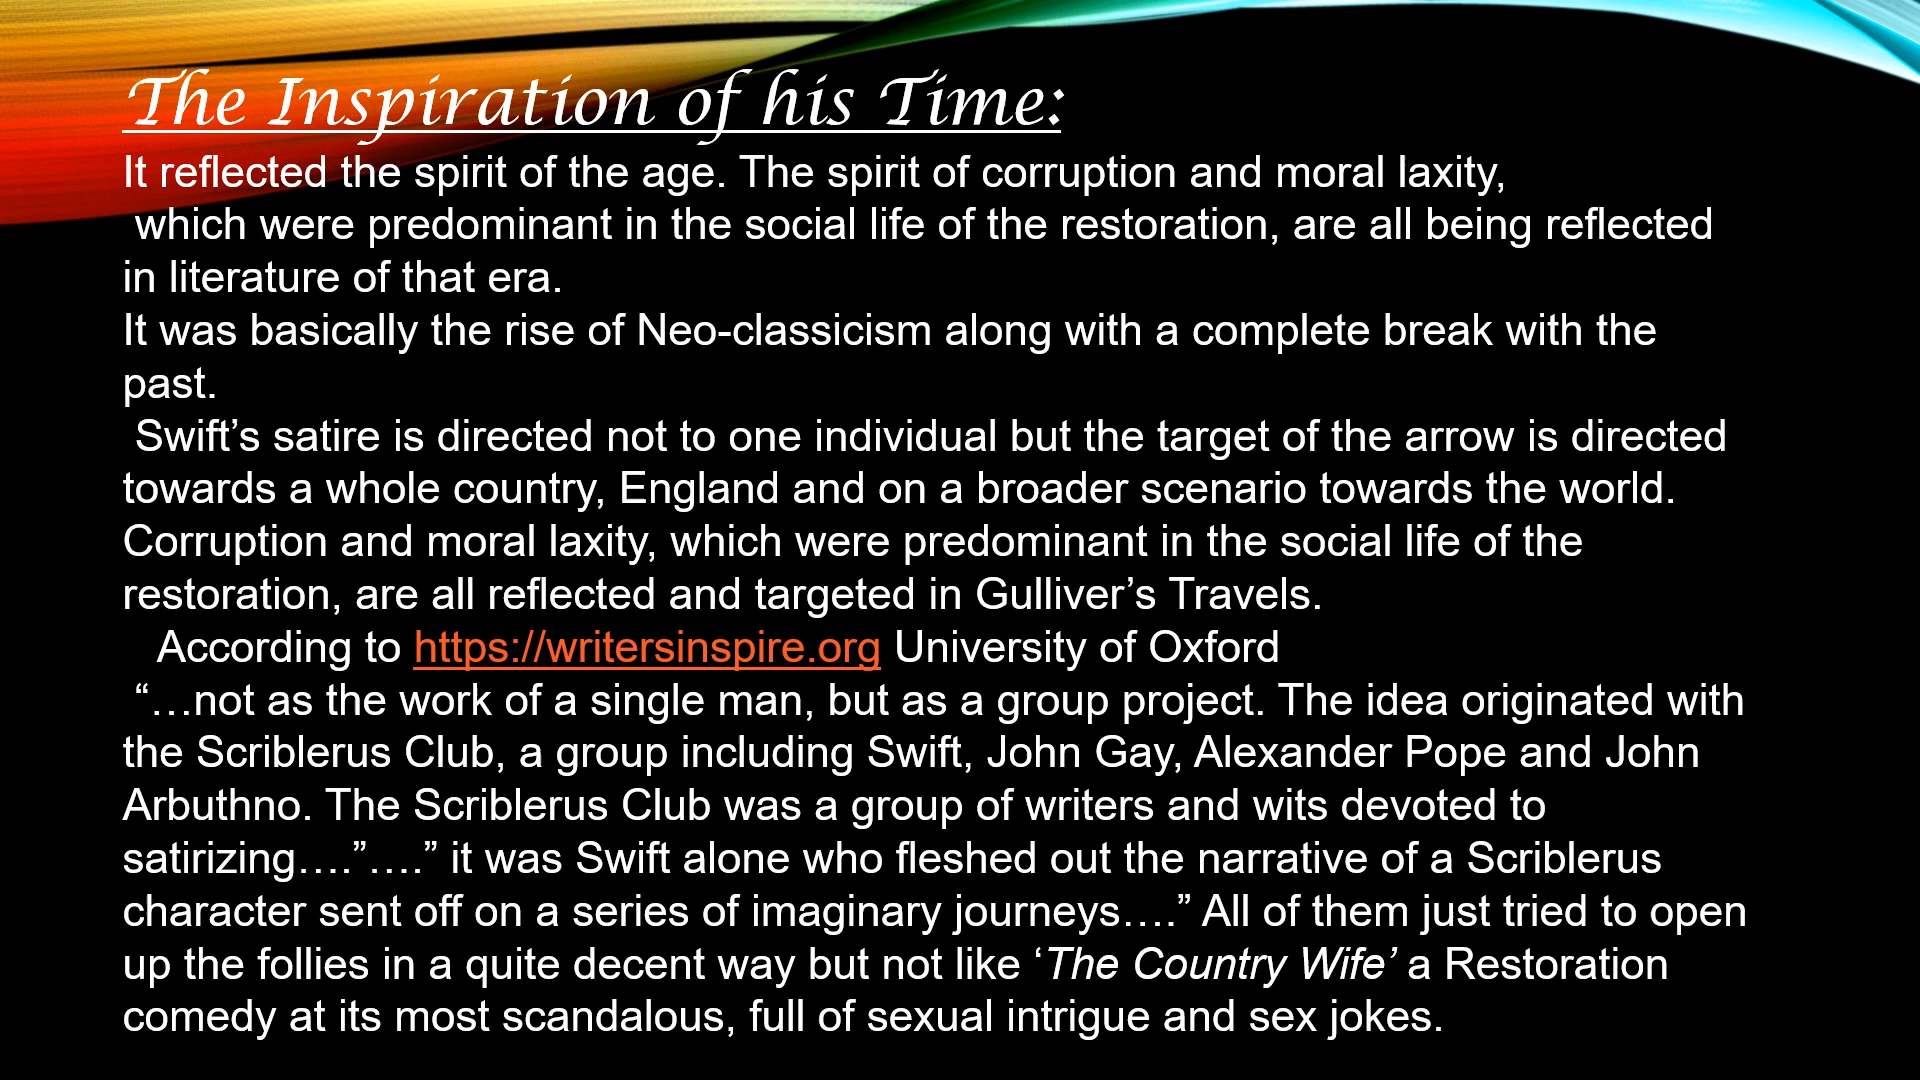 The Inspiration of his Time:
It reflected the spirit of the age. The spirit of corruption and moral laxity,
which were predominant in the social life of the restoration, are all being reflected
in literature of that era.
It was basically the rise of Neo-classicism along with a complete break with the
past.
Swift’s satire is directed not to one individual but the target of the arrow is directed
towards a whole country, England and on a broader scenario towards the world.
Corruption and moral laxity, which were predominant in the social life of the
restoration, are all reflected and targeted in Gulliver’s Travels.
According to https://writersinspire.org University of Oxford
“…not as the work of a single man, but as a group project. The idea originated with
the Scriblerus Club, a group including Swift, John Gay, Alexander Pope and John
Arbuthno. The Scriblerus Club was a group of writers and wits devoted to
satirizing….”….” it was Swift alone who fleshed out the narrative of a Scriblerus
character sent off on a series of imaginary journeys….” All of them just tried to open
up the follies in a quite decent way but not like ‘The Country Wife’ a Restoration
comedy at its most scandalous, full of sexual intrigue and sex jokes.